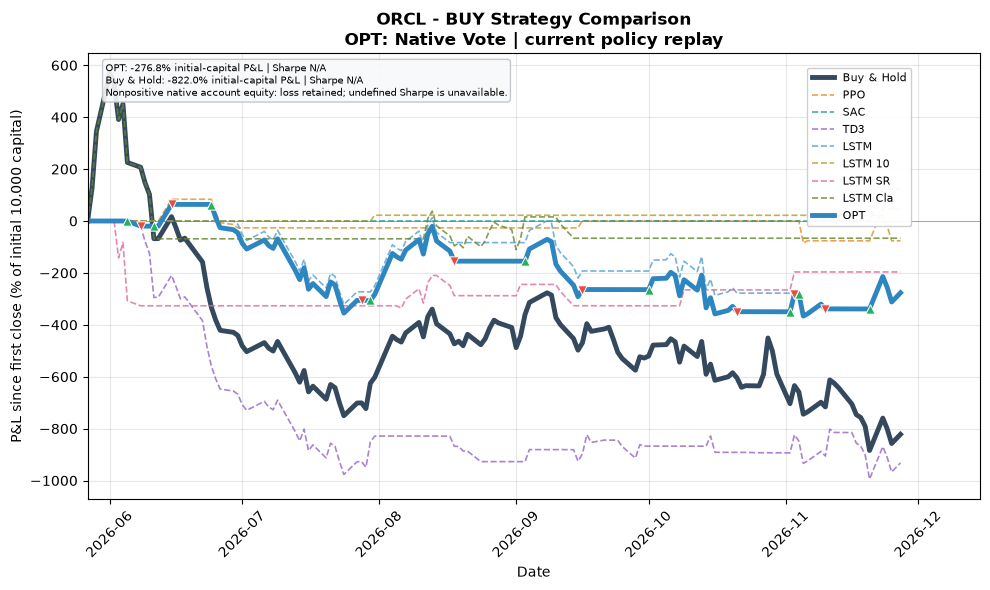 ORCL - BUY Strategy Comparison
OPT: Native Vote | current policy replay
OPT: -276.8% initial-capital P&L | Sharpe N/A
Buy & Hold: -822.0% initial-capital P&L | Sharpe N/A
Nonpositive native account equity: loss retained; undefined Sharpe is unavailable.
Buy & Hold
PPO
SAC
TD3
LSTM
LSTM 10
LSTM SR
LSTM Cla
OPT
P&L since first close (% of initial 10,000 capital)
600
400
200
0
−200
−400
−600
−800
−1000
2026-06
2026-07
2026-08
2026-09
2026-10
2026-11
2026-12
Date